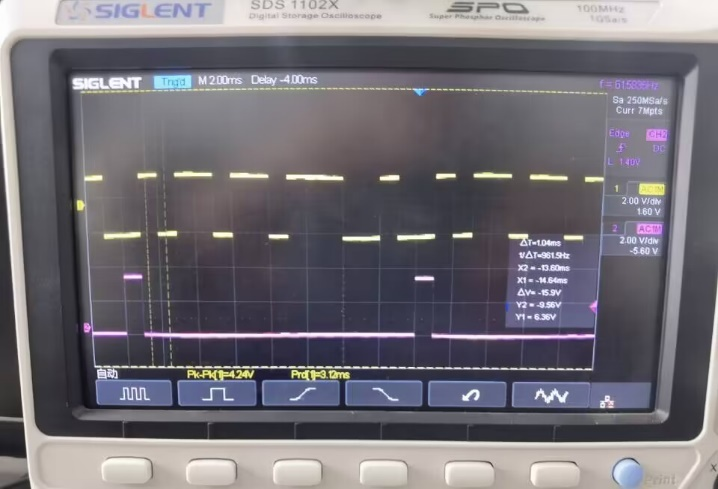 SIGLENT
SDS 1102X
Digital Storage Oscilloscope
SPO
Super Phosphor Oscilloscope
100MHz
1GSa/s
SIGLENT Trig'd M 2.00ms Delay -4.00ms
Sa 250MSa/s
Curr 7Mpts
Edge CH2
DC
L 1.40V
1 AC1M
2.00 V/div
1.60 V
2 AC1M
2.00 V/div
-5.60 V
ΔT=1.04ms
1/ΔT=961.5Hz
X2 = -13.60ms
X1 = -14.64ms
ΔV= -15.9V
Y2 = -9.56V
Y1 = 6.36V
自动
Pk-Pk[1]=4.24V
Prd[1]=3.12ms
Print